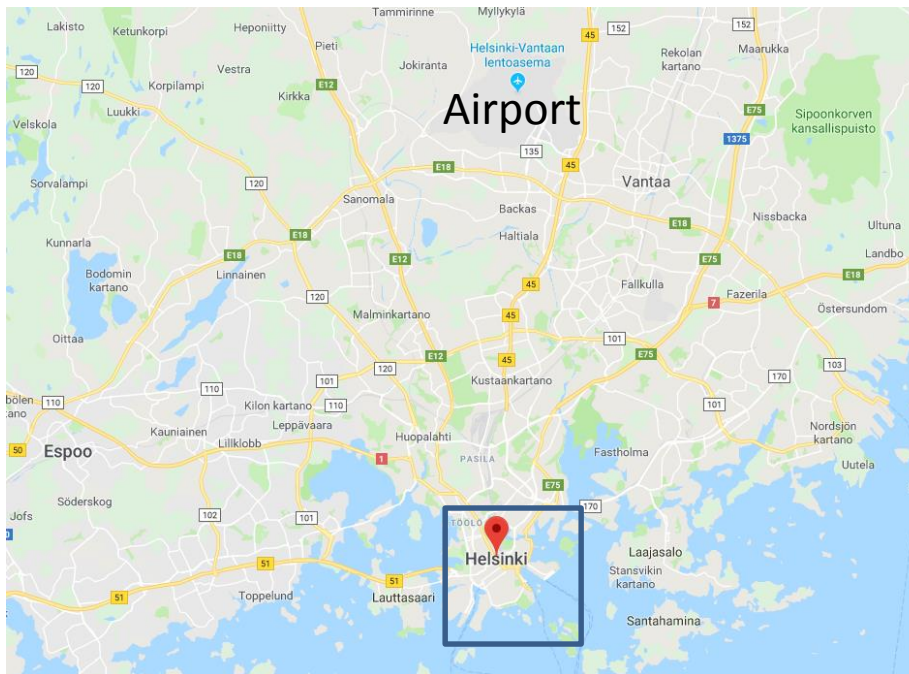 Lakisto
Ketunkorpi
Heponiitty
Tammirinne
Myllykylä
152
152
45
Pieti
Helsinki-Vantaan
lentoasema
Rekolan
kartano
Maarukka
120
120
Vestra
Korpilampi
Jokiranta
E12
Kirkka
Luukki
Velskola
Airport
E75
Sipoonkorven
kansallispuisto
1375
135
45
E18
Sorvalampi
120
Sanomala
Vantaa
Backas
E18
Nissbacka
Ultuna
Haltiala
E18
Kunnarla
E18
E12
E75
Landbo
E18
Bodomin
kartano
Linnainen
45
Fallkulla
Fazerila
120
7
Malminkartano
45
Östersundom
Oittaa
101
E12
45
E75
120
103
101
Kustaankartano
170
110
110
Kilon kartano
110
101
Leppävaara
Kauniainen
Lillklobb
Huopalahti
Nordsjön
kartano
50
Espoo
1
PASILA
Fastholma
Uutela
E75
Söderskog
Jofs
102
101
170
TÖÖLÖ
Helsinki
Laajasalo
Stansvikin
kartano
51
51
51
Toppelund
Lauttasaari
Santahamina